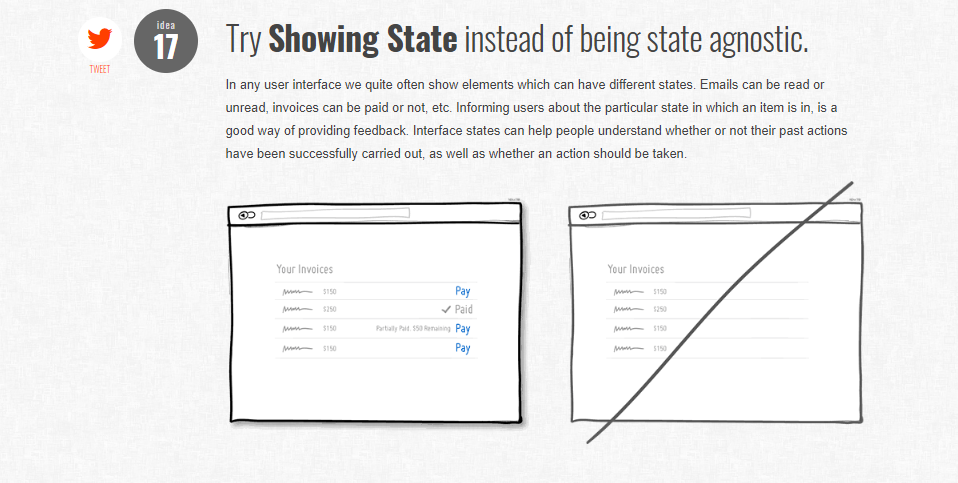 TWEET
idea
17
Try Showing State instead of being state agnostic.
In any user interface we quite often show elements which can have different states. Emails can be read or
unread, invoices can be paid or not, etc. Informing users about the particular state in which an item is in, is a
good way of providing feedback. Interface states can help people understand whether or not their past actions
have been successfully carried out, as well as whether an action should be taken.
Your Invoices
$150 Pay
$250 Paid
$150 Partially Paid $50 Remaining Pay
$150 Pay
Your Invoices
$150
$250
$150
$150